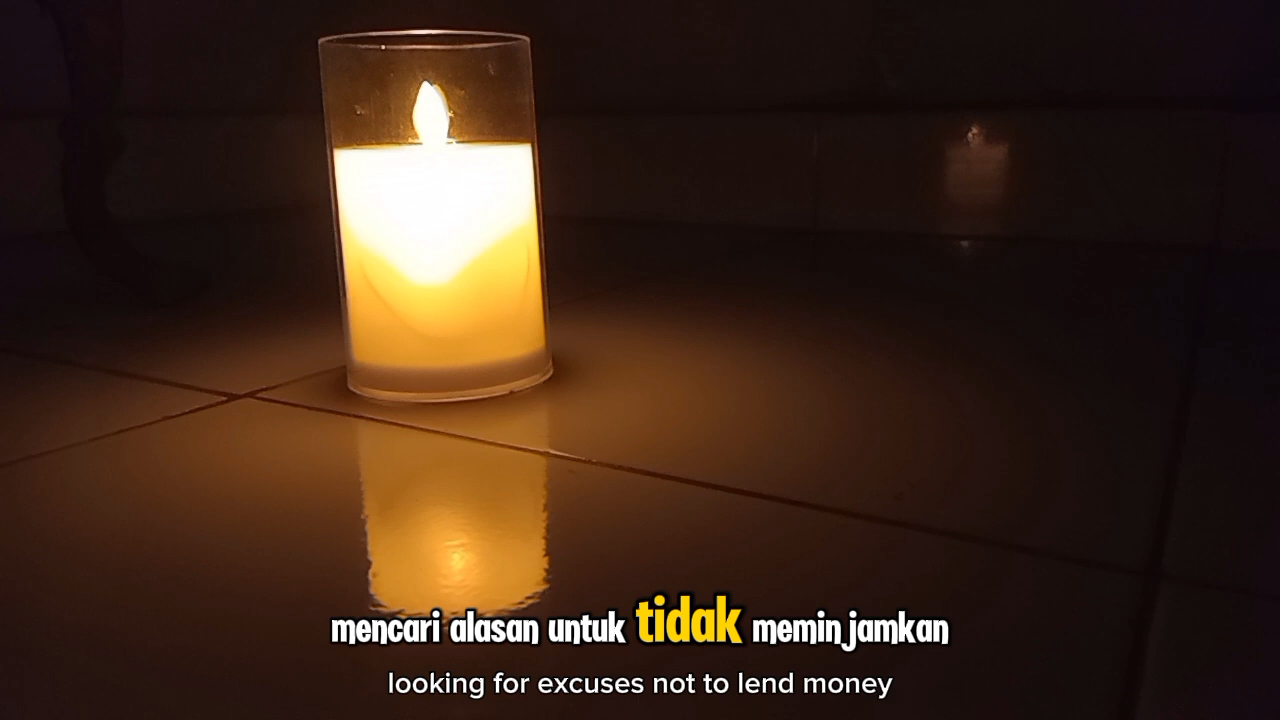 mencari alasan untuk tidak meminjamkan
looking for excuses not to lend money